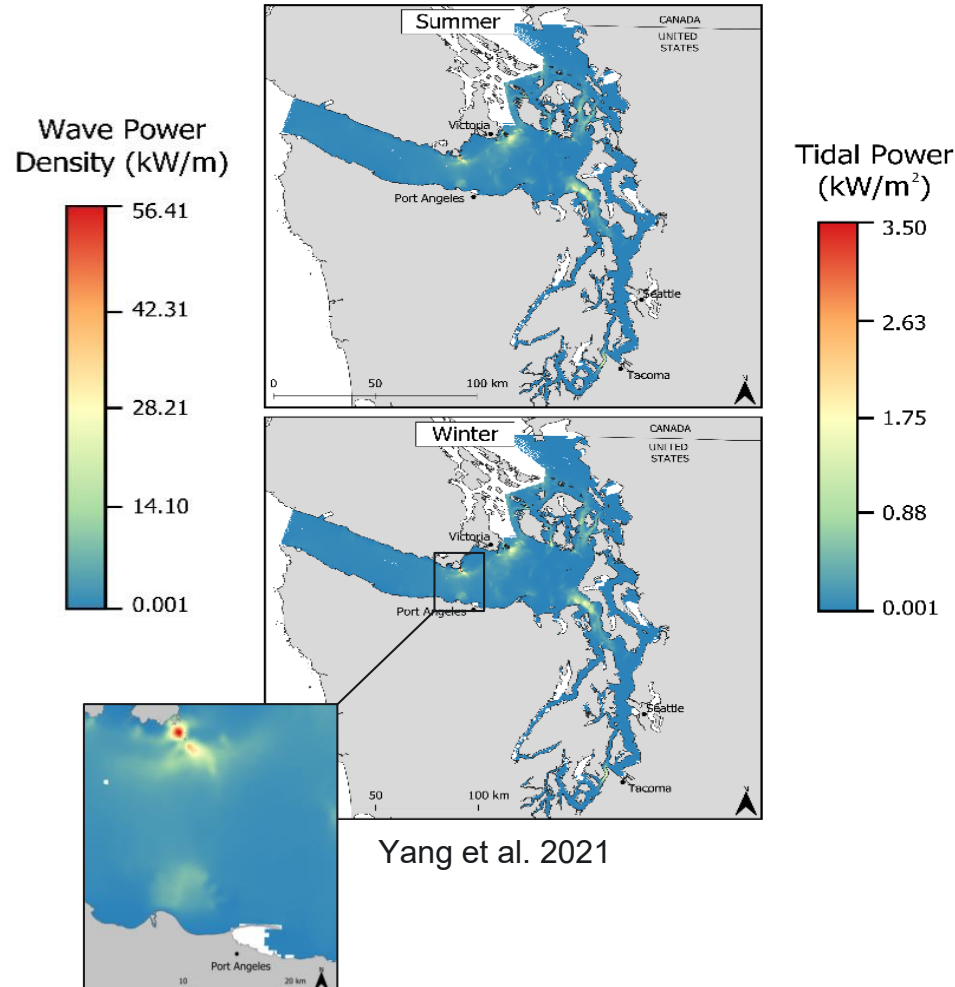 Summer
CANADA
UNITED
STATES
Victoria
Port Angeles
Seattle
Tacoma
0
50
100 km
N
Wave Power
Density (kW/m)
56.41
42.31
28.21
14.10
0.001
Tidal Power
(kW/m²)
3.50
2.63
1.75
0.88
0.001
Winter
CANADA
UNITED
STATES
Victoria
Port Angeles
Seattle
Tacoma
50
100 km
N
Yang et al. 2021
Port Angeles
10
20 km
N